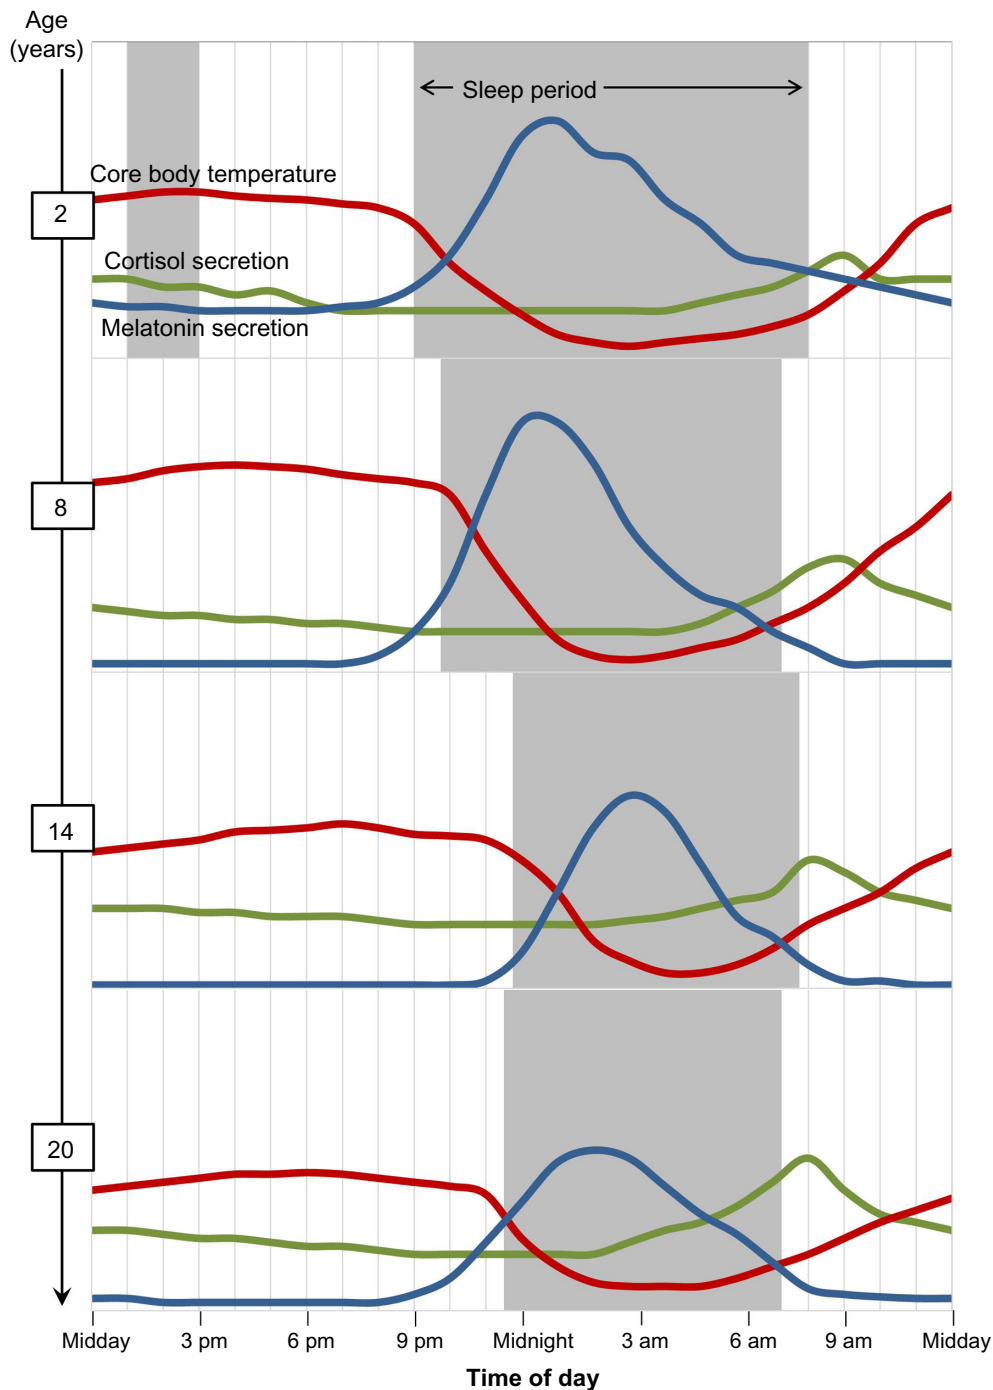 Age
(years)
Sleep period
Core body temperature
2
Cortisol secretion
Melatonin secretion
8
14
20
Midday
3 pm
6 pm
9 pm
Midnight
3 am
6 am
9 am
Midday
Time of day